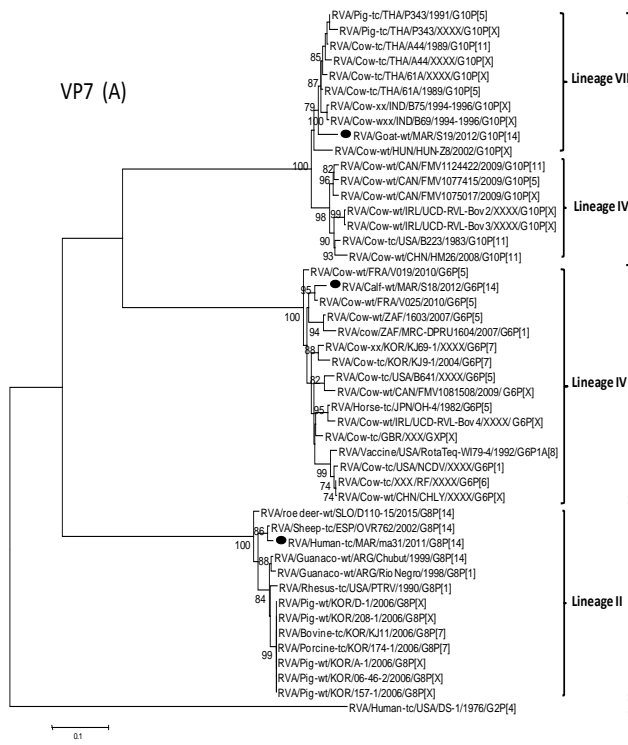 RVA/Pig-tc/THA/P343/1991/G10P[5]
RVA/Pig-tc/THA/P343/XXXX/G10P[X]
85
RVA/Cow-tc/THA/A44/1989/G10P[11]
RVA/Cow-tc/THA/A44/XXXX/G10P[X]
VP7 (A)
RVA/Cow-tc/THA/61A/XXXX/G10P[X]
Lineage VII
87
RVA/Cow-tc/THA/61A/1989/G10P[5]
79
RVA/Cow-xx/IND/B75/1994-1996/G10P[X]
100
RVA/Cow-wxx/IND/B69/1994-1996/G10P[X]
RVA/Goat-wt/MAR/S19/2012/G10P[14]
RVA/Cow-wt/HUN/HUN-Z8/2002/G10P[X]
100
82
RVA/Cow-wt/CAN/FMV1124422/2009/G10P[11]
96
RVA/Cow-wt/CAN/FMV1077415/2009/G10P[5]
RVA/Cow-wt/CAN/FMV1075017/2009/G10P[X]
Lineage IV
98
99
RVA/Cow-wt/IRL/UCD-RVL-Bov2/XXXX/G10P[X]
RVA/Cow-wt/IRL/UCD-RVL-Bov3/XXXX/G10P[X]
90
RVA/Cow-tc/USA/B223/1983/G10P[11]
93
RVA/Cow-wt/CHN/HM26/2008/G10P[11]
RVA/Cow-wt/FRA/V019/2010/G6P[5]
95
RVA/Calf-wt/MAR/S18/2012/G6P[14]
RVA/Cow-wt/FRA/V025/2010/G6P[5]
100
RVA/Cow-wt/ZAF/1603/2007/G6P[5]
94
RVA/cow/ZAF/MRC-DPRU1604/2007/G6P[1]
88
RVA/Cow-xx/KOR/KJ69-1/XXXX/G6P[7]
RVA/Cow-tc/KOR/KJ9-1/2004/G6P[7]
Lineage IV
82
RVA/Cow-tc/USA/B641/XXXX/G6P[5]
RVA/Cow-wt/CAN/FMV1081508/2009/G6P[X]
95
RVA/Horse-tc/JPN/OH-4/1982/G6P[5]
RVA/Cow-wt/IRL/UCD-RVL-Bov4/XXXX/G6P[X]
RVA/Cow-tc/GBR/XXX/GXP[X]
RVA/Vaccine/USA/RotaTeq-WI79-4/1992/G6P1A[8]
99
RVA/Cow-tc/USA/NCDV/XXXX/G6P[1]
74
RVA/Cow-tc/XXX/RF/XXXX/G6P[6]
74
RVA/Cow-wt/CHN/CHLY/XXXX/G6P[X]
RVA/roe deer-wt/SLO/D110-15/2015/G8P[14]
86
RVA/Sheep-tc/ESP/OVR762/2002/G8P[14]
100
RVA/Human-tc/MAR/ma31/2011/G8P[14]
88
RVA/Guanaco-wt/ARG/Chubut/1999/G8P[14]
RVA/Guanaco-wt/ARG/Rio Negro/1998/G8P[1]
84
RVA/Rhesus-tc/USA/PTRV/1990/G8P[1]
RVA/Pig-wt/KOR/D-1/2006/G8P[X]
Lineage II
RVA/Pig-wt/KOR/208-1/2006/G8P[X]
RVA/Bovine-tc/KOR/KJ11/2006/G8P[7]
99
RVA/Porcine-tc/KOR/174-1/2006/G8P[7]
RVA/Pig-wt/KOR/A-1/2006/G8P[X]
RVA/Pig-wt/KOR/06-46-2/2006/G8P[X]
RVA/Pig-wt/KOR/157-1/2006/G8P[X]
RVA/Human-tc/USA/DS-1/1976/G2P[4]
0.1